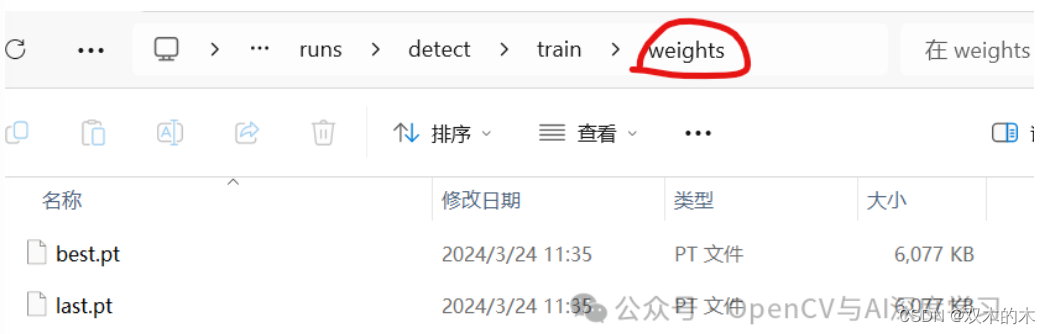 ··· > ··· runs > detect > train > weights 在 weights
排序 查看 ···
名称 修改日期 类型 大小
best.pt 2024/3/24 11:35 PT 文件 6,077 KB
last.pt 2024/3/24 11:35 PT 文件 6,077 KB
公众号 OpenCV与AI深度学习
CSDN @双木的木